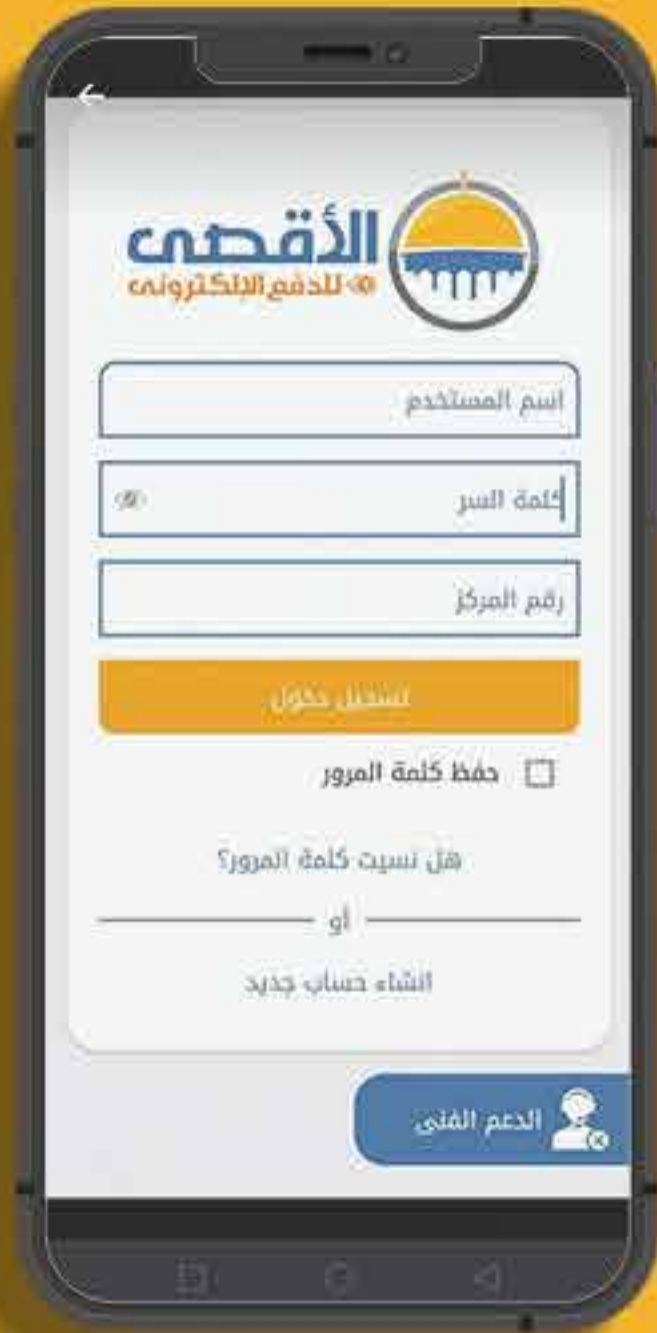 الأقصى
للدفع الإلكترونى
اسم المستخدم
كلمة السر
رقم المركز
تسجيل دخول
حفظ كلمة المرور
هل نسيت كلمة المرور؟
أو
انشاء حساب جديد
الدعم الفنى